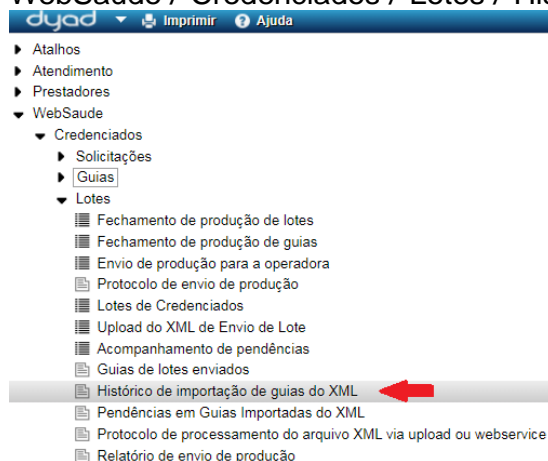 WebSaude / Credenciados / Lotes / His
dyad Imprimir Ajuda
Atalhos
Atendimento
Prestadores
WebSaude
Credenciados
Solicitações
Guias
Lotes
Fechamento de produção de lotes
Fechamento de produção de guias
Envio de produção para a operadora
Protocolo de envio de produção
Lotes de Credenciados
Upload do XML de Envio de Lote
Acompanhamento de pendências
Guias de lotes enviados
Histórico de importação de guias do XML
Pendências em Guias Importadas do XML
Protocolo de processamento do arquivo XML via upload ou webservice
Relatório de envio de produção